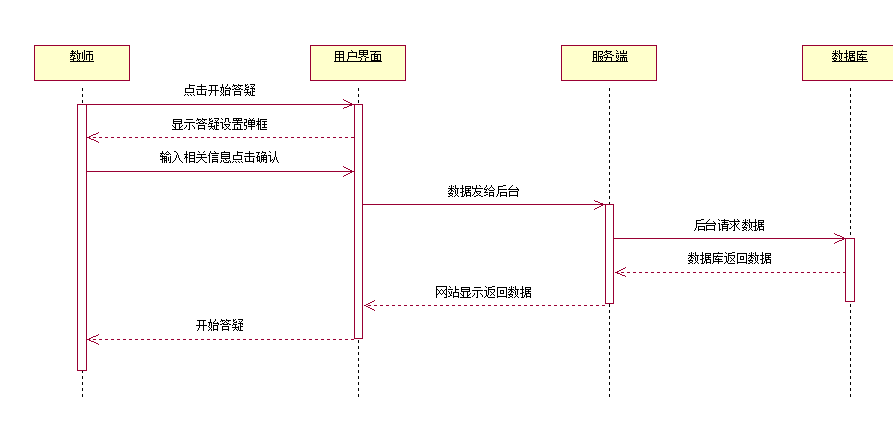 教师
用户界面
服务端
数据库
点击开始答疑
显示答疑设置弹框
输入相关信息点击确认
数据发给后台
后台请求数据
数据库返回数据
网站显示返回数据
开始答疑